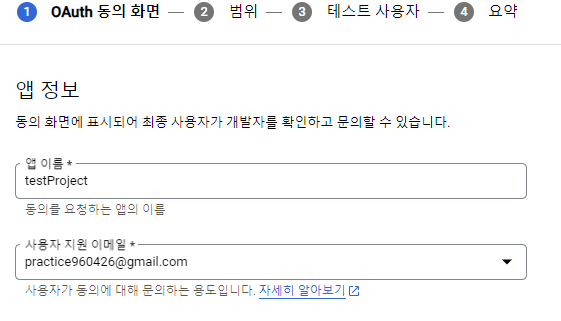 1 OAuth 동의 화면 — 2 범위 — 3 테스트 사용자 — 4 요약
앱 정보
동의 화면에 표시되어 최종 사용자가 개발자를 확인하고 문의할 수 있습니다.
앱 이름 *
testProject
동의를 요청하는 앱의 이름
사용자 지원 이메일 *
practice960426@gmail.com
사용자가 동의에 대해 문의하는 용도입니다. 자세히 알아보기